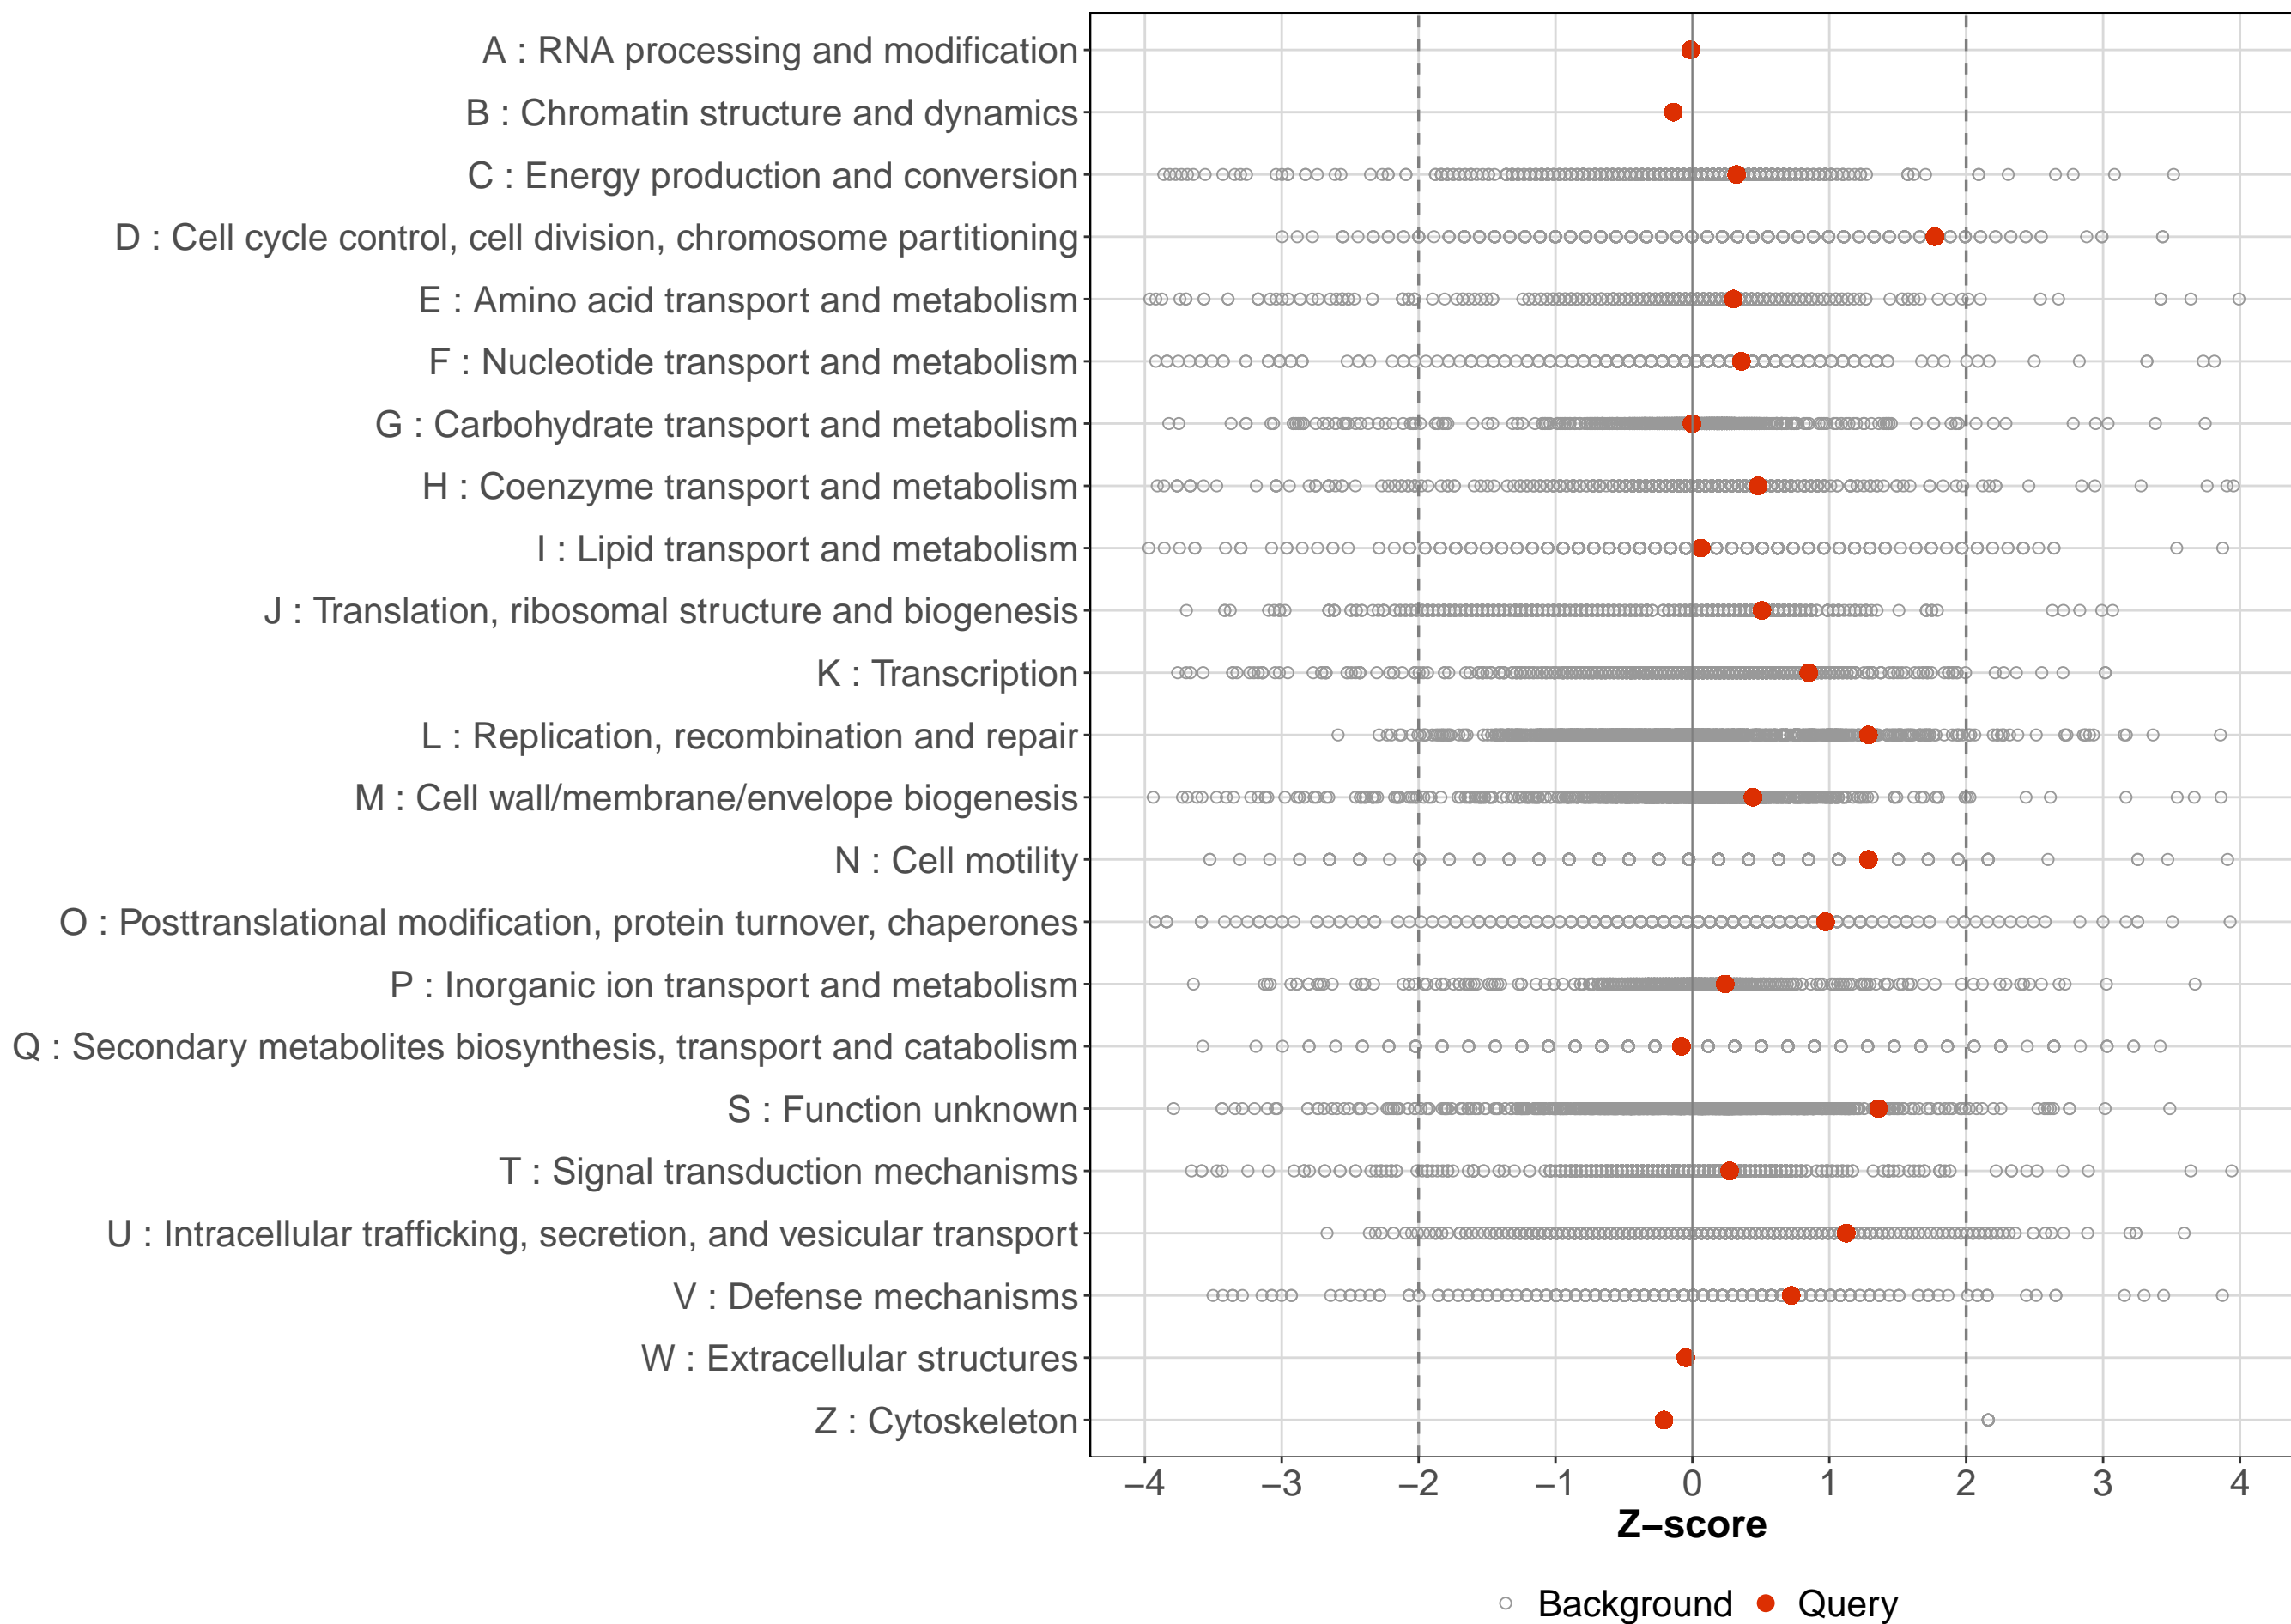 A : RNA processing and modification
B : Chromatin structure and dynamics
C : Energy production and conversion
D : Cell cycle control, cell division, chromosome partitioning
E : Amino acid transport and metabolism
F : Nucleotide transport and metabolism
G : Carbohydrate transport and metabolism
H : Coenzyme transport and metabolism
I : Lipid transport and metabolism
J : Translation, ribosomal structure and biogenesis
K : Transcription
L : Replication, recombination and repair
M : Cell wall/membrane/envelope biogenesis
N : Cell motility
O : Posttranslational modification, protein turnover, chaperones
P : Inorganic ion transport and metabolism
Q : Secondary metabolites biosynthesis, transport and catabolism
S : Function unknown
T : Signal transduction mechanisms
U : Intracellular trafficking, secretion, and vesicular transport
V : Defense mechanisms
W : Extracellular structures
Z : Cytoskeleton
−4 −3 −2 −1 0 1 2 3 4
Z−score
Background Query